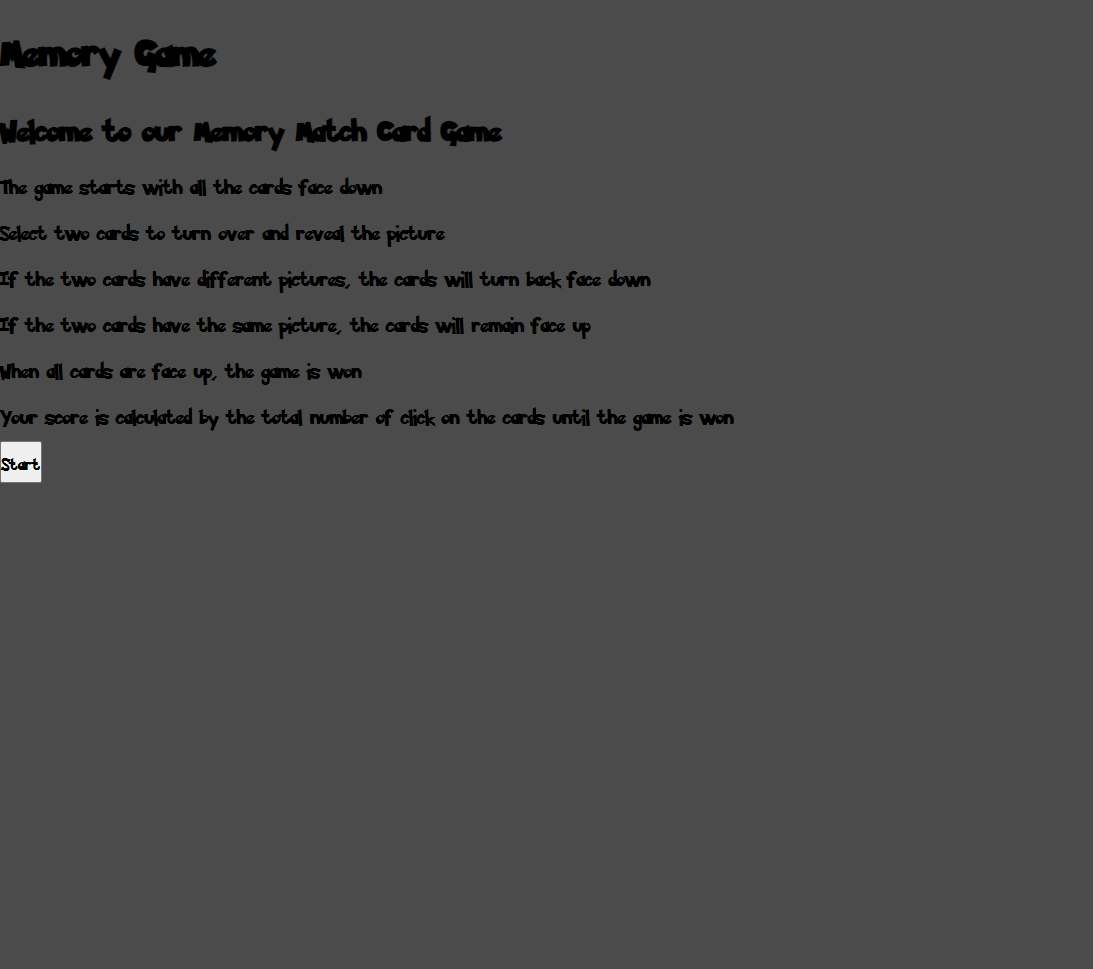 Memory Game
Welcome to our Memory Match Card Game
The game starts with all the cards face down
Select two cards to turn over and reveal the picture
If the two cards have different pictures, the cards will turn back face down
If the two cards have the same picture, the cards will remain face up
When all cards are face up, the game is won
Your score is calculated by the total number of click on the cards until the game is won
Start